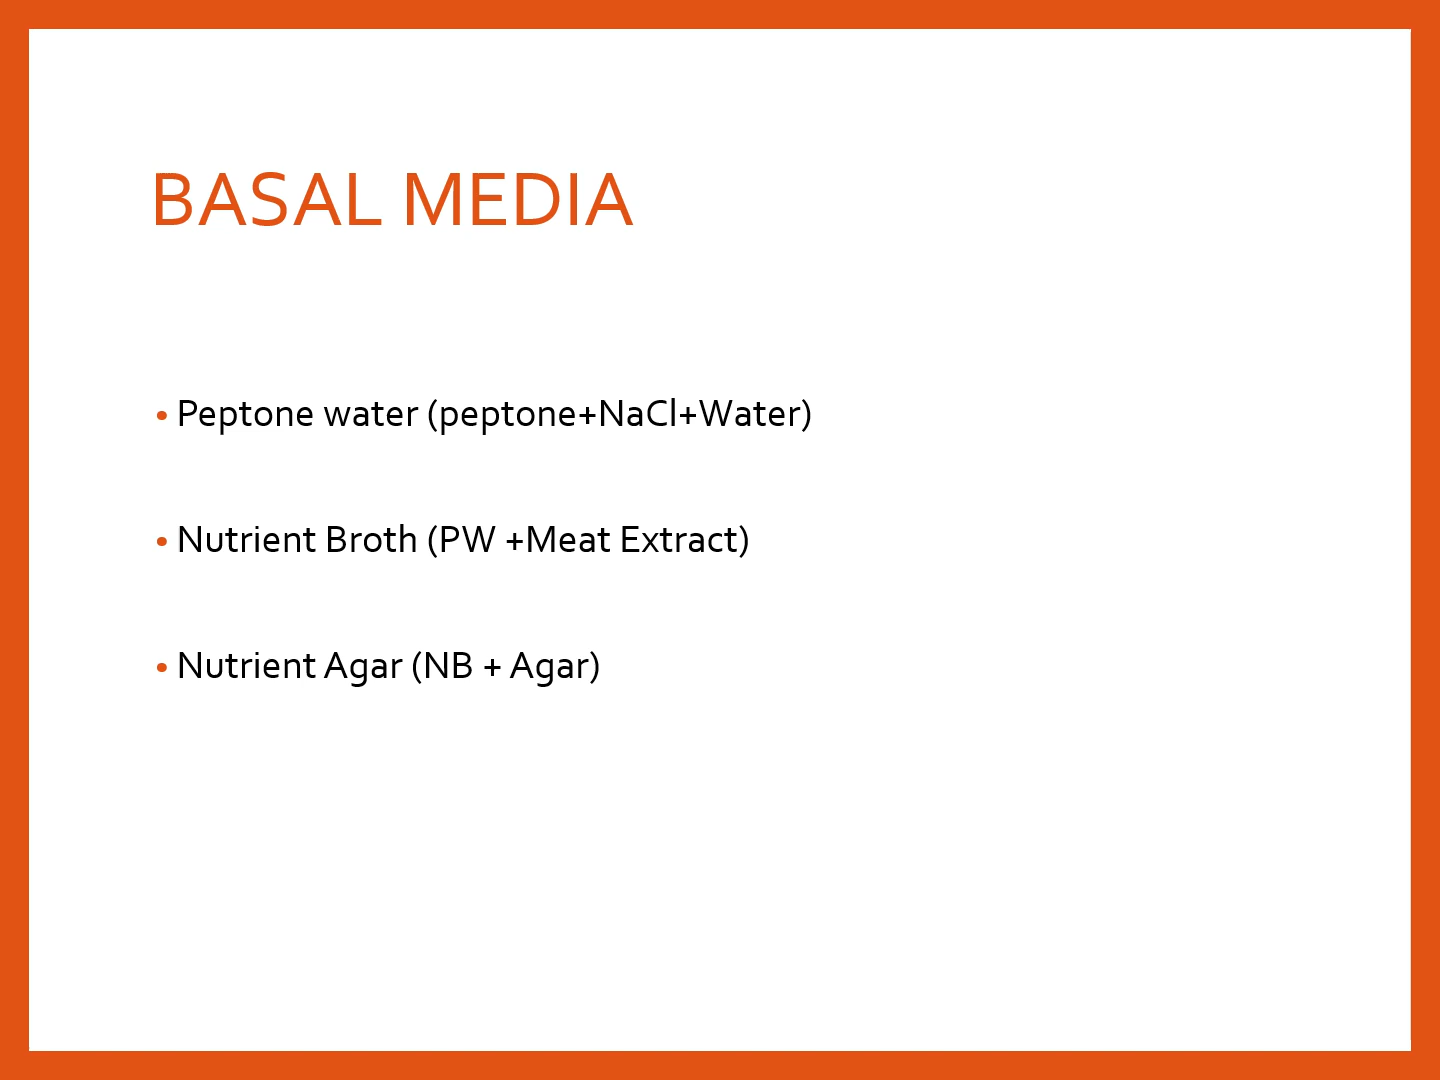 BASAL MEDIA
• Peptone water (peptone+NaCl+Water)
• Nutrient Broth (PW +Meat Extract)
• Nutrient Agar (NB + Agar)